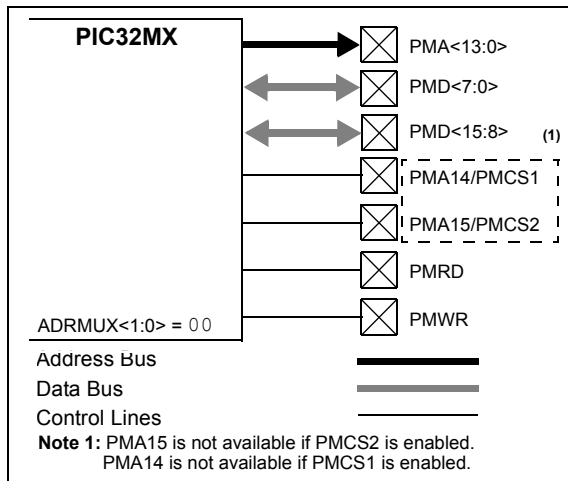 PIC32MX
PMA<13:0>
PMD<7:0>
PMD<15:8> (1)
PMA14/PMCS1
PMA15/PMCS2
PMRD
PMWR
ADRMUX<1:0> = 00
Address Bus
Data Bus
Control Lines
Note 1: PMA15 is not available if PMCS2 is enabled.
PMA14 is not available if PMCS1 is enabled.